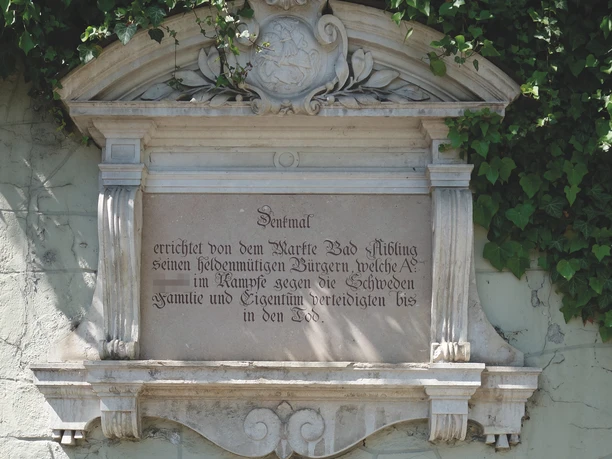 Denkmal
errichtet von dem Markte Bad Aibling
seinen heldenmütigen Bürgern, welche Aº.
im Kampfe gegen die Schweden
Familie und Eigentum verteidigten bis
in den Tod.